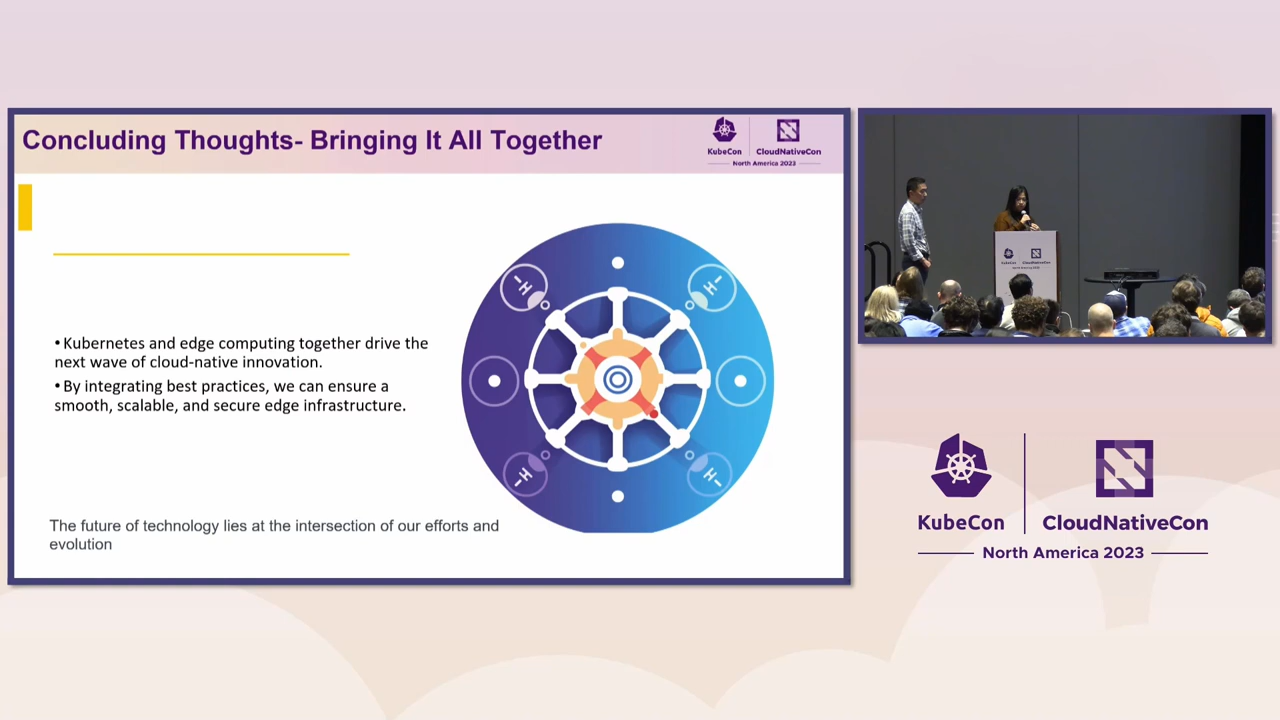 Concluding Thoughts- Bringing It All Together
KubeCon
CloudNativeCon
North America 2023
• Kubernetes and edge computing together drive the
next wave of cloud-native innovation.
• By integrating best practices, we can ensure a
smooth, scalable, and secure edge infrastructure.
The future of technology lies at the intersection of our efforts and
evolution
KubeCon
CloudNativeCon
North America 2023